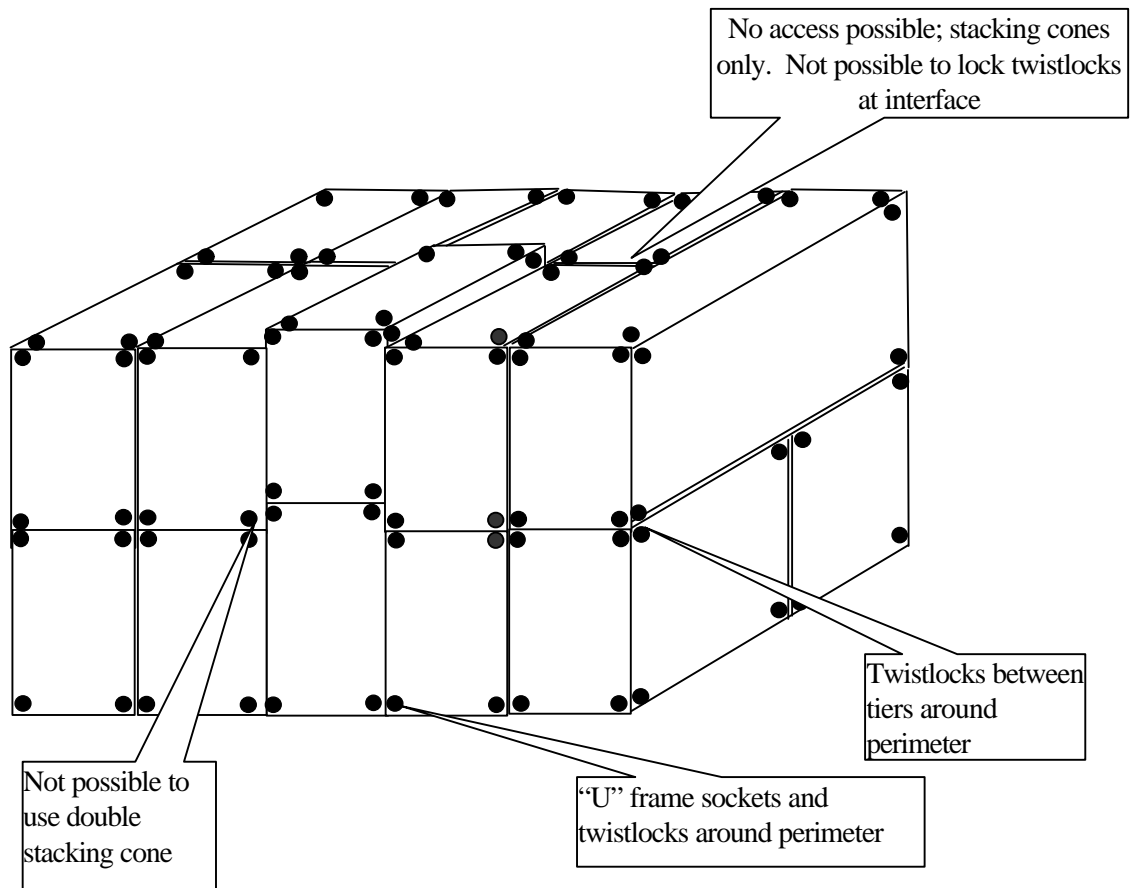 No access possible; stacking cones
only. Not possible to lock twistlocks
at interface
Twistlocks between
tiers around
perimeter
Not possible to
use double
stacking cone
“U” frame sockets and
twistlocks around perimeter